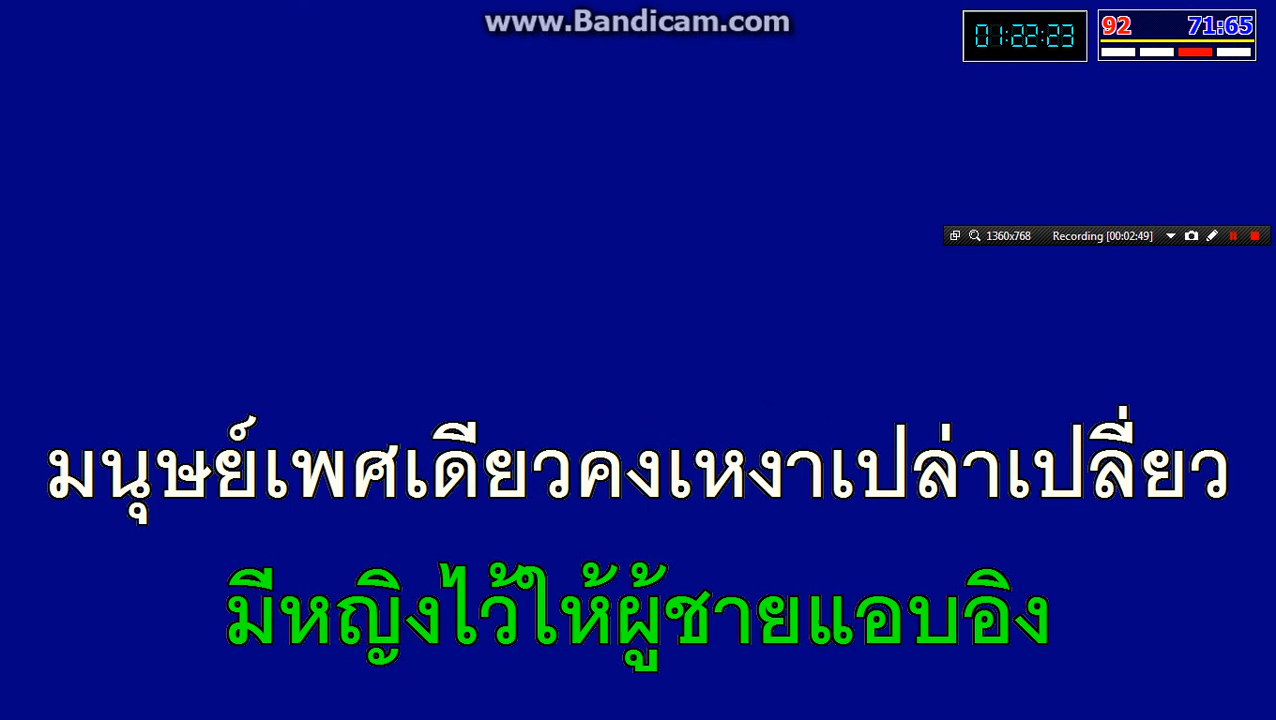 www.Bandicam.com
01:22:23
92 71:65
1360x768 Recording [00:02:49]
มนุษย์เพศเดียวคงเหงาเปล่าเปลี่ยว
มีหญิงไว้ให้ผู้ชายแอบอิง